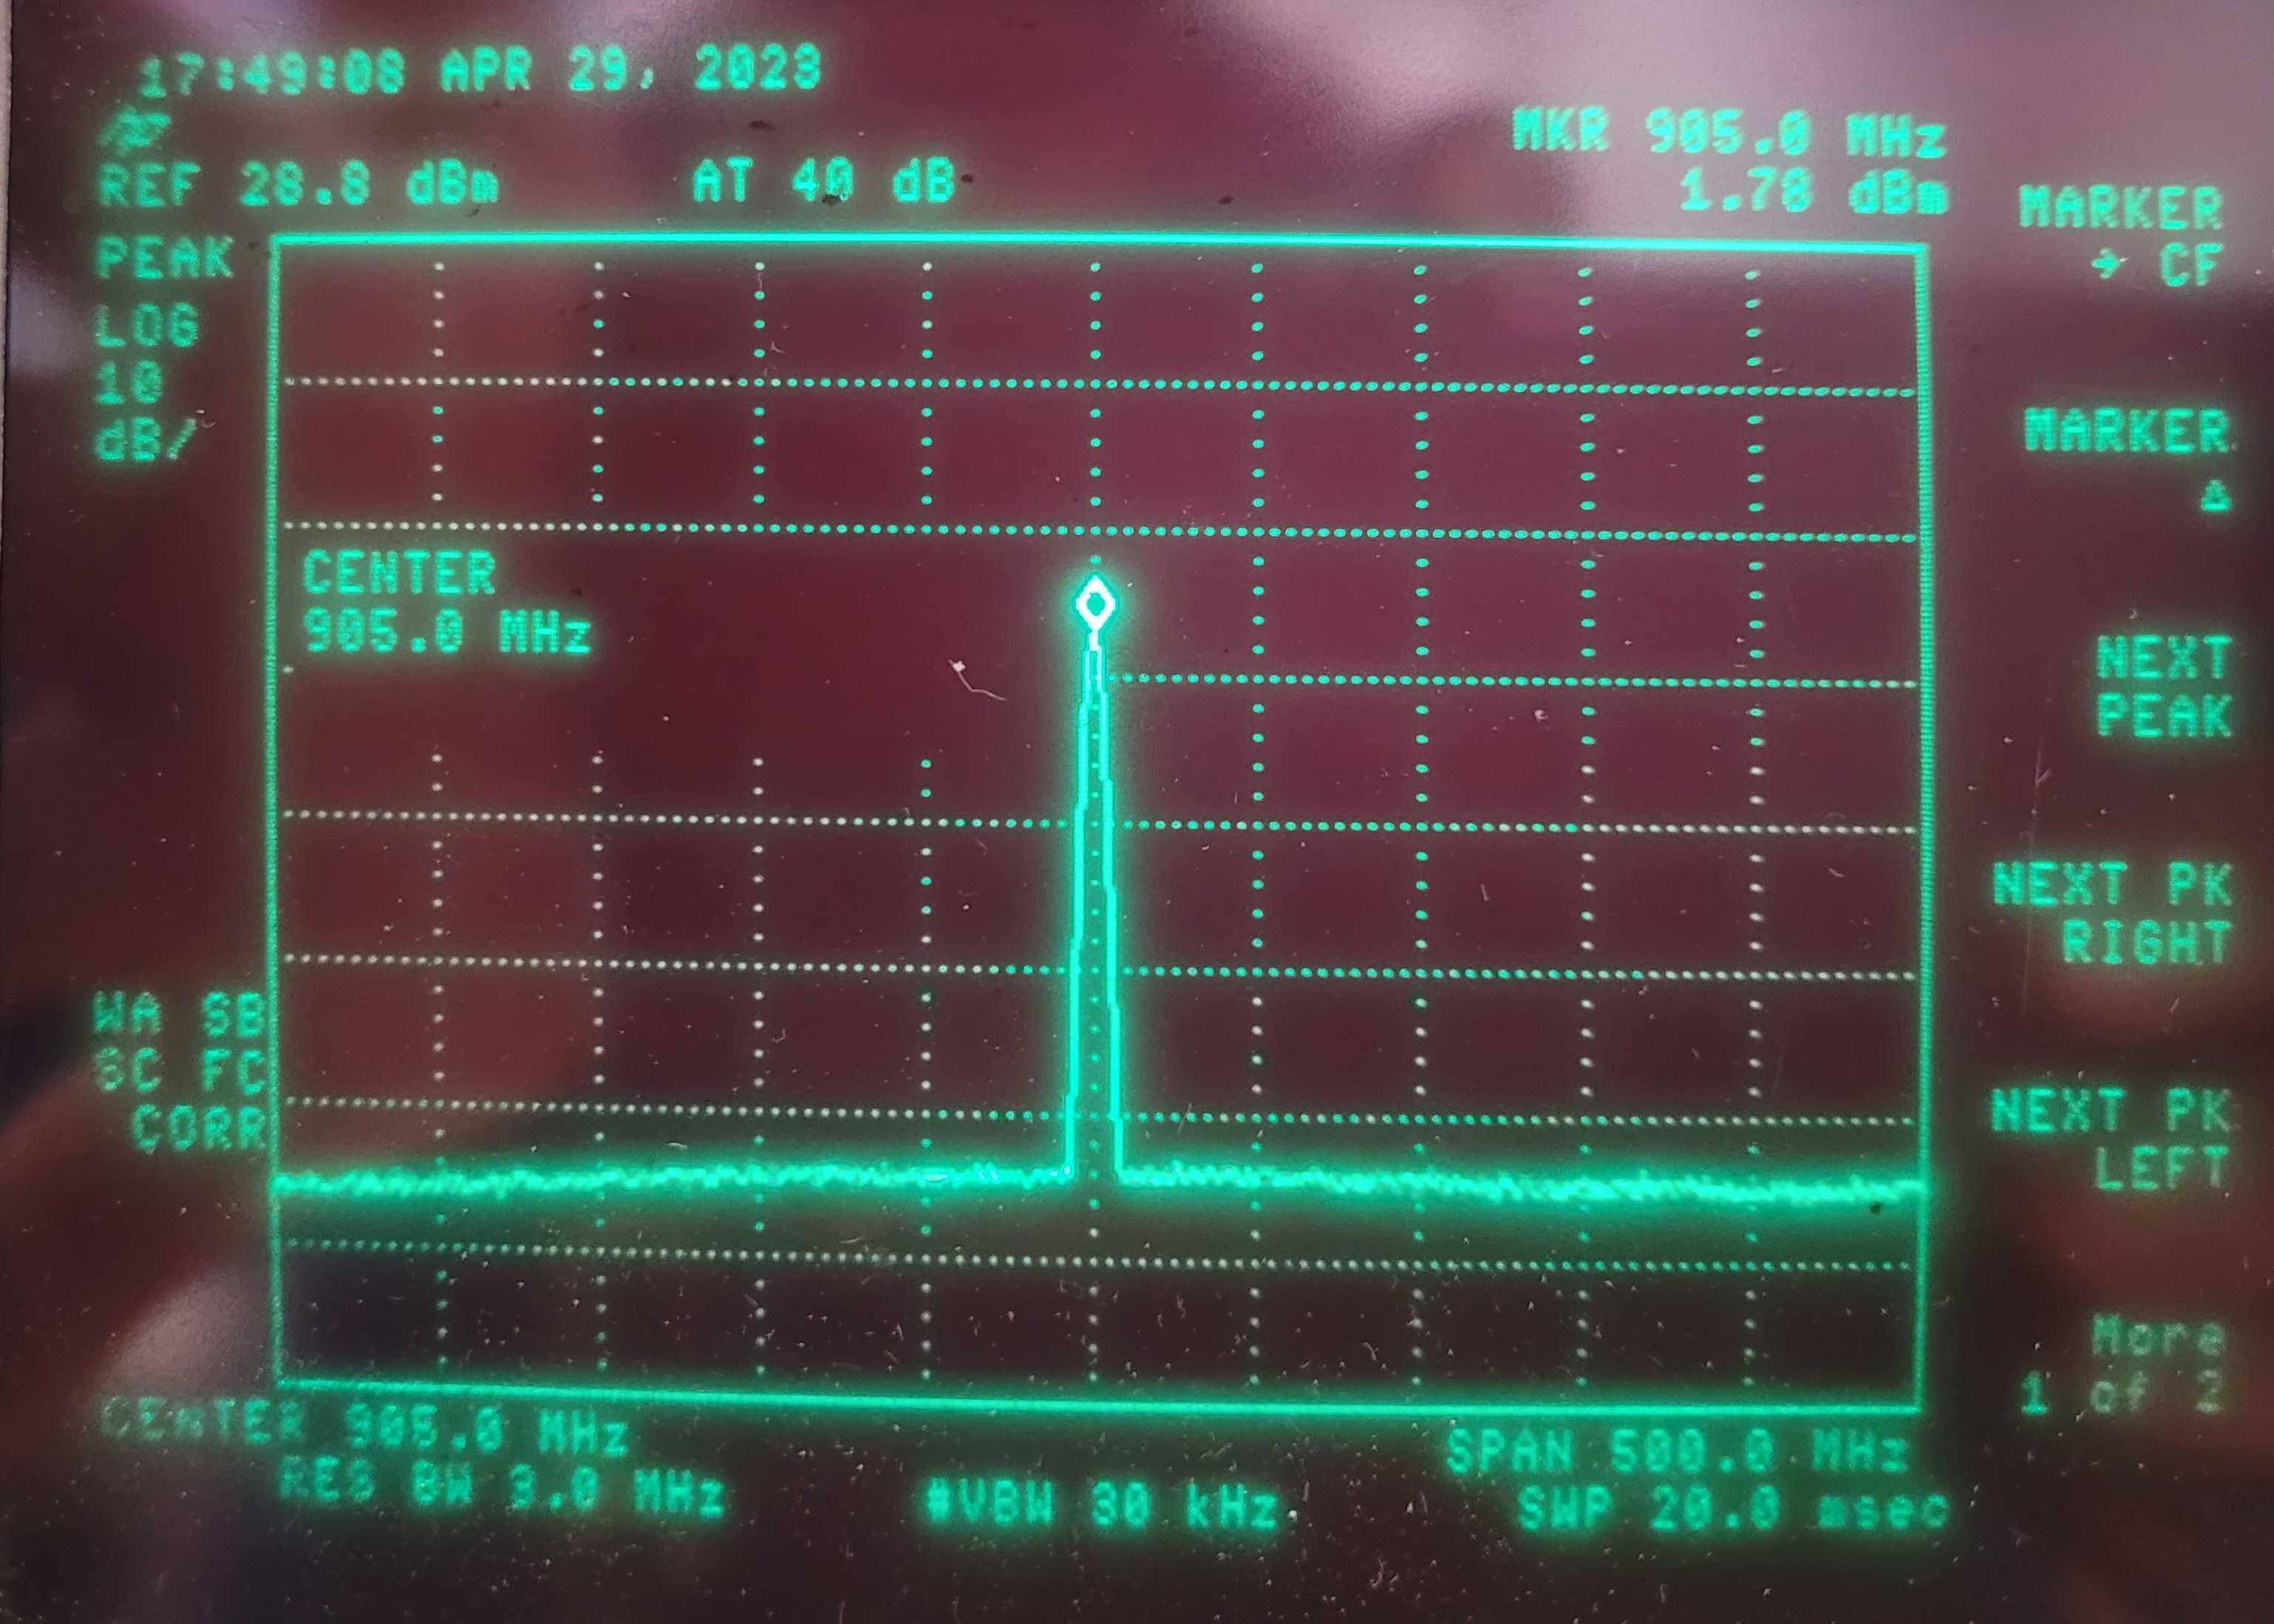 17:49:08 APR 29, 2023
REF 28.8 dBm AT 40 dB
MKR 905.0 MHz
1.78 dBm
PEAK
LOG
10
dB/
CENTER
905.0 MHz
WA SB
SC FC
CORR
CENTER 905.0 MHz
RES BW 3.0 MHz
#VBW 30 kHz
SPAN 500.0 MHz
SWP 20.0 msec
MARKER
→ CF
MARKER
Δ
NEXT
PEAK
NEXT PK
RIGHT
NEXT PK
LEFT
More
1 of 2